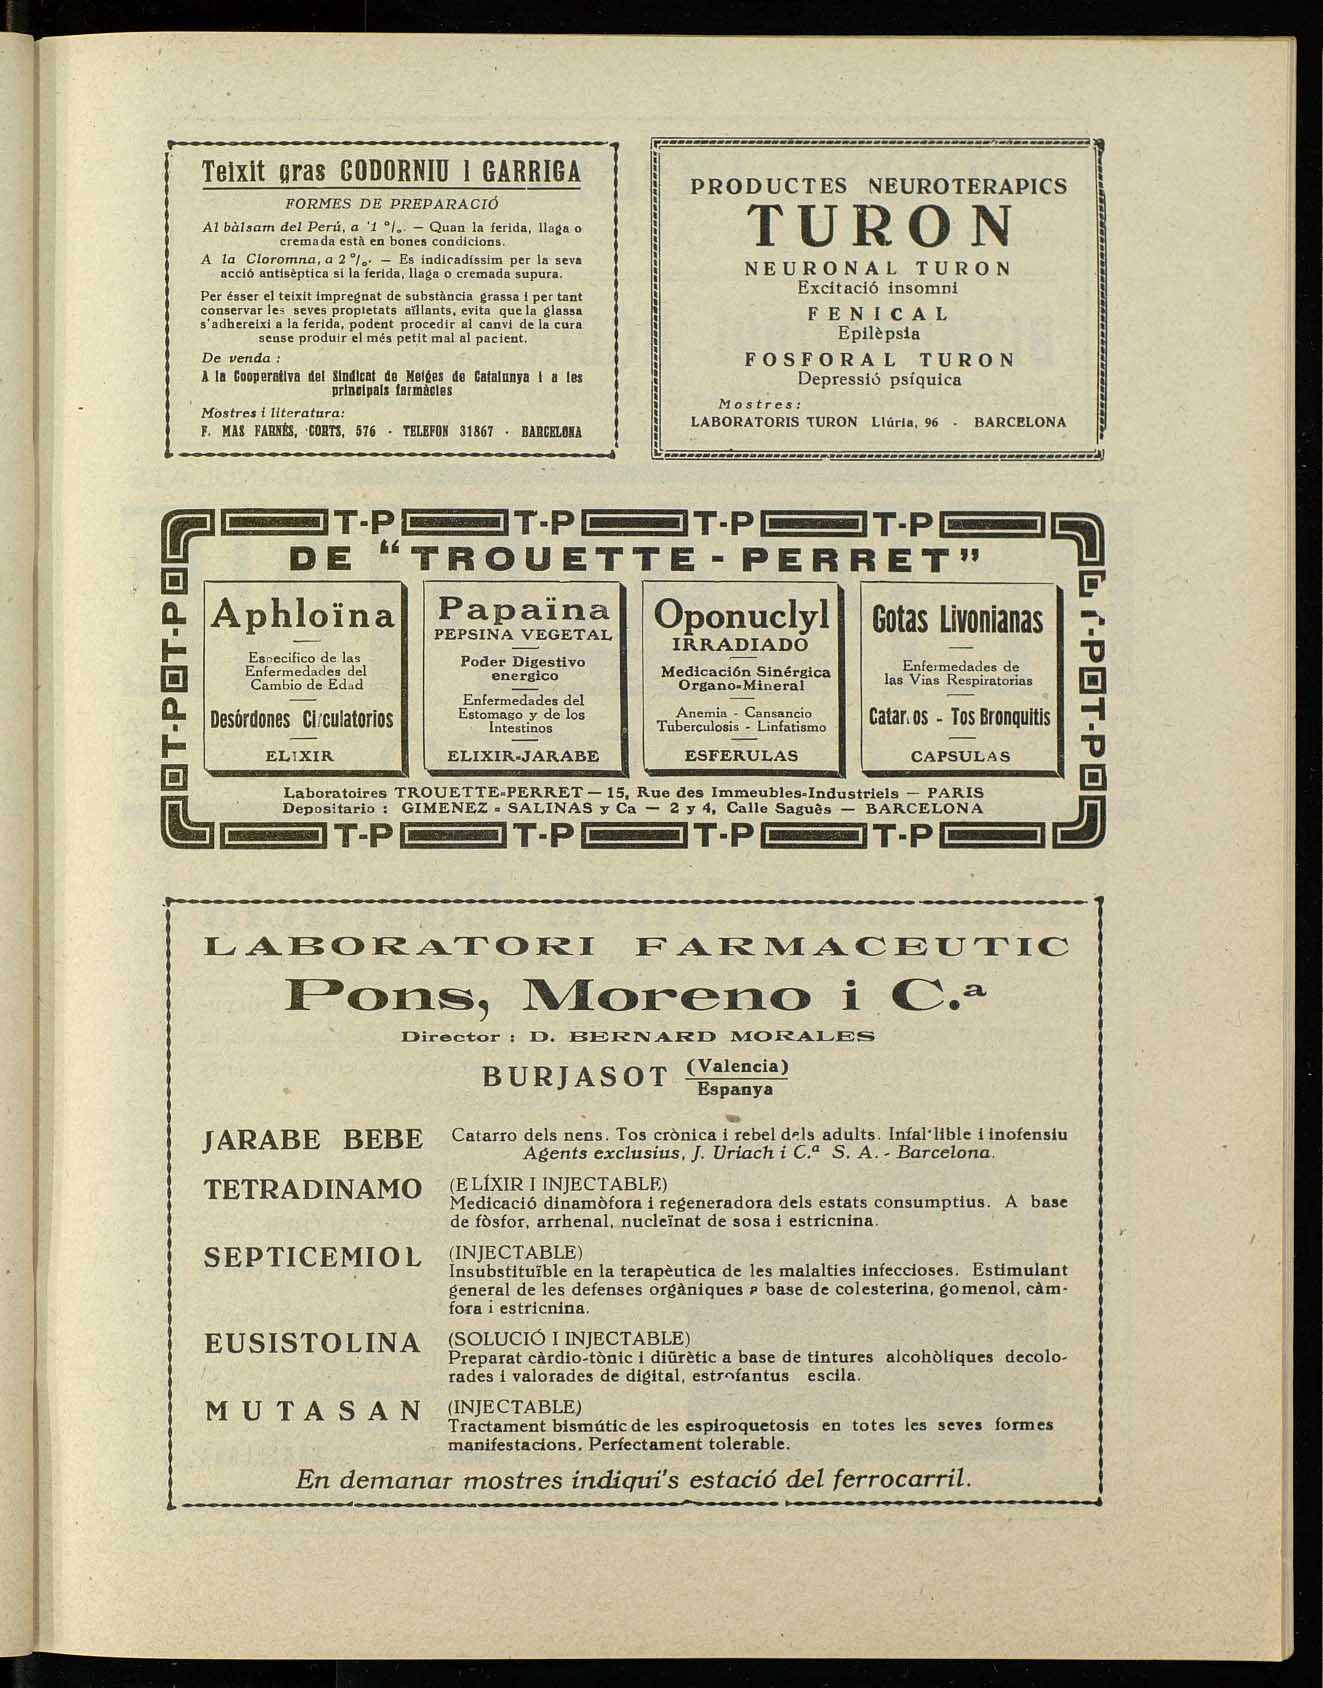 Teixit gras CODORNIU I GARRIGA
FORMES DE PREPARACIÓ
Al bàlsam del Perú, a '1 º/o. — Quan la ferida, llaga o
cremada està en bones condicions.
A la Cloromna, a 2 º/o. — Es indicadíssim per la seva
acció antisèptica si la ferida, llaga o cremada supura.
Per ésser el teixit impregnat de substància grassa i per tant
conservar les seves propietats aïllants, evita que la glassa
s'adhereixi a la ferida, podent procedir al canvi de la cura
sense produir el més petit mal al pacient.
De venda :
A la Cooperativa del Sindicat de Metges de Catalunya i a les
principals farmàcies
Mostres i literatura:
F. MAS FARNÉS, CORTS, 576 - TELEFON 31867 - BARCELONA
PRODUCTES NEUROTERAPICS
TURON
NEURONAL TURON
Excitació insomni
FENICAL
Epilèpsia
FOSFORAL TURON
Depressió psíquica
Mostres:
LABORATORIS TURON Llúria, 96 - BARCELONA
T-P T-P T-P T-P
DE “TROUETTE - PERRET”
T-P T-P
T-P T-P
Aphloïna
Especifico de las
Enfermedades del
Cambio de Edad
Desórdones Circulatorios
ELIXIR
Papaïna
PEPSINA VEGETAL
Poder Digestivo
energico
Enfermedades del
Estomago y de los
Intestinos
ELIXIR-JARABE
Oponuclyl
IRRADIADO
Medicación Sinérgica
Organo-Mineral
Anemia - Cansancio
Tuberculosis - Linfatismo
ESFERULAS
Gotas Livonianas
Enfermedades de
las Vias Respiratorias
Catarros - Tos Bronquitis
CAPSULAS
Laboratoires TROUETTE-PERRET — 15, Rue des Immeubles-Industriels — PARIS
Depositario : GIMENEZ - SALINAS y Ca — 2 y 4, Calle Saguès — BARCELONA
T-P T-P T-P T-P
LABORATORI FARMACEUTIC
Pons, Moreno i C.ª
Director : D. BERNARD MORALES
BURJASOT (Valencia)
Espanya
JARABE BEBE Catarro dels nens. Tos crònica i rebel dels adults. Infal·lible i inofensiu
Agents exclusius, J. Uriach i C.ª S. A. - Barcelona.
TETRADINAMO (ELÍXIR I INJECTABLE)
Medicació dinamòfora i regeneradora dels estats consumptius. A base
de fòsfor, arrhenal, nucleïnat de sosa i estricnina.
SEPTICEMIOL (INJECTABLE)
Insubstituïble en la terapèutica de les malalties infeccioses. Estimulant
general de les defenses orgàniques a base de colesterina, gomenol, càm-
fora i estricnina.
EUSISTOLINA (SOLUCIÓ I INJECTABLE)
Preparat càrdio-tònic i diürètic a base de tintures alcohòliques decolo-
rades i valorades de digital, estrofantus escila.
MUTASAN (INJECTABLE)
Tractament bismútic de les espiroquetosis en totes les seves formes
manifestacions. Perfectament tolerable.
En demanar mostres indiqui's estació del ferrocarril.